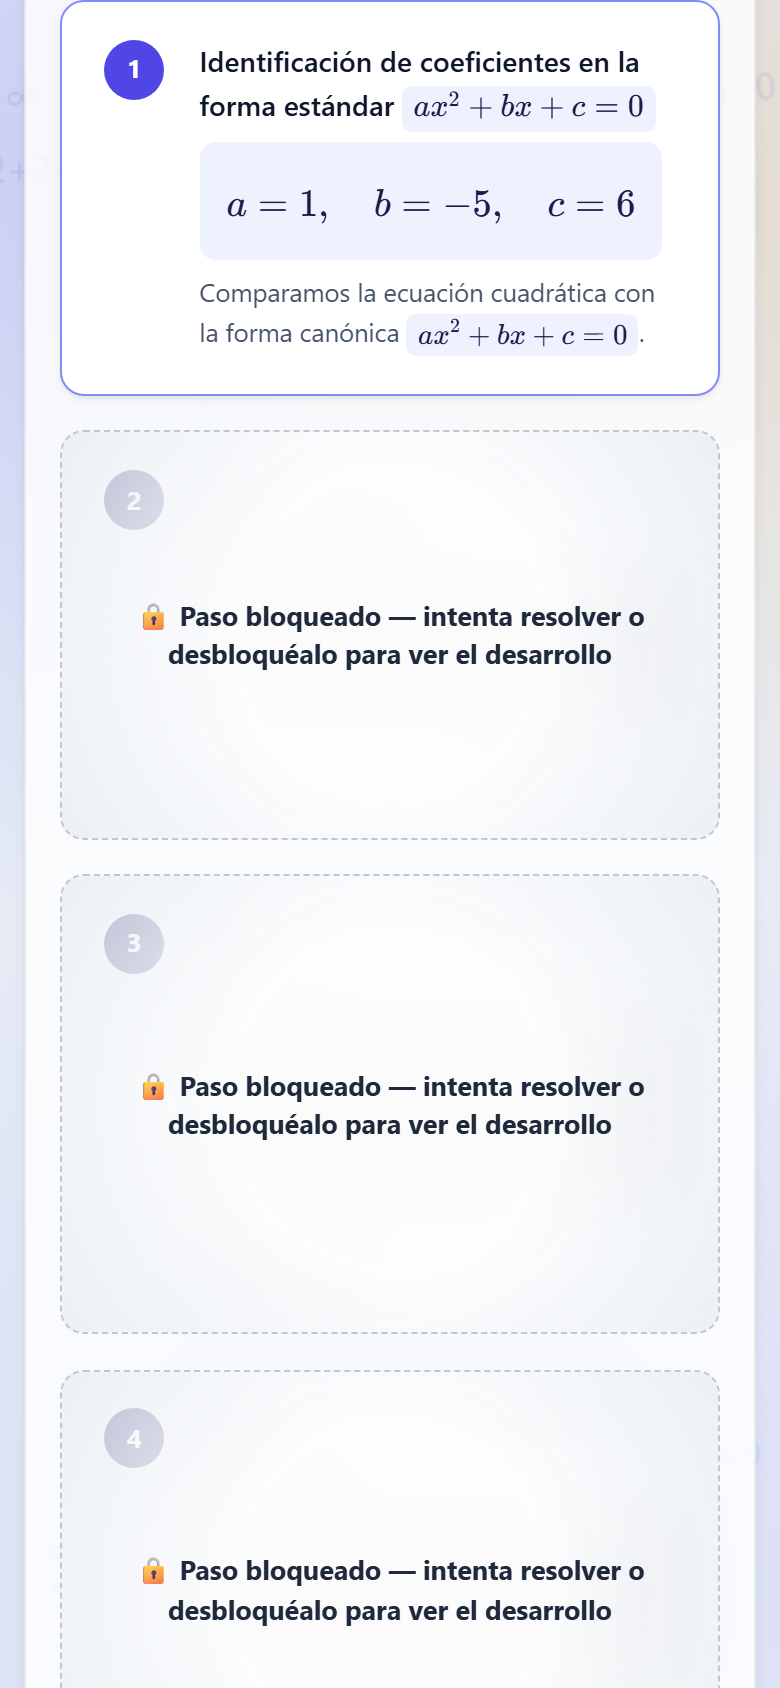 1
Identificación de coeficientes en la
forma estándar ax² + bx + c = 0
a = 1, b = −5, c = 6
Comparamos la ecuación cuadrática con
la forma canónica ax² + bx + c = 0.
2
🔒 Paso bloqueado — intenta resolver o
desbloquéalo para ver el desarrollo
3
🔒 Paso bloqueado — intenta resolver o
desbloquéalo para ver el desarrollo
4
🔒 Paso bloqueado — intenta resolver o
desbloquéalo para ver el desarrollo